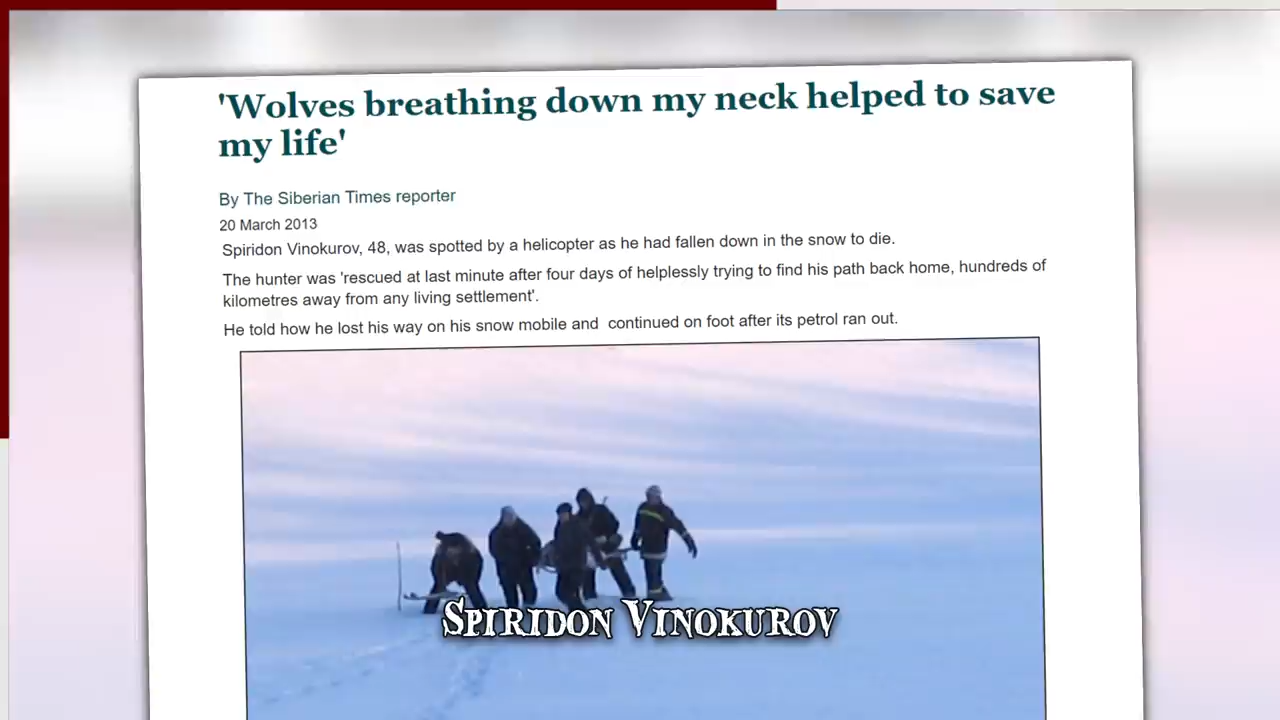 'Wolves breathing down my neck helped to save
my life'
By The Siberian Times reporter
20 March 2013
Spiridon Vinokurov, 48, was spotted by a helicopter as he had fallen down in the snow to die.
The hunter was 'rescued at last minute after four days of helplessly trying to find his path back home, hundreds of
kilometres away from any living settlement'.
He told how he lost his way on his snow mobile and  continued on foot after its petrol ran out.
Spiridon Vinokurov